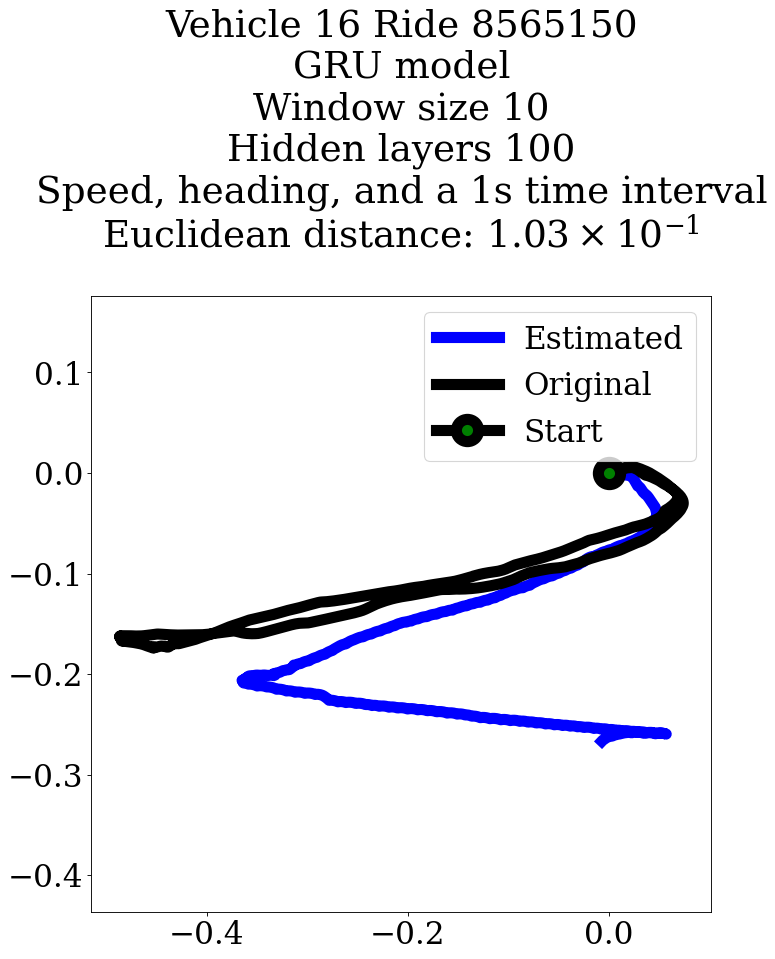 Vehicle 16 Ride 8565150
GRU model
Window size 10
Hidden layers 100
Speed, heading, and a 1s time interval
Euclidean distance: 1.03 × 10⁻¹
Estimated
Original
Start
0.1
0.0
−0.1
−0.2
−0.3
−0.4
−0.4 −0.2 0.0